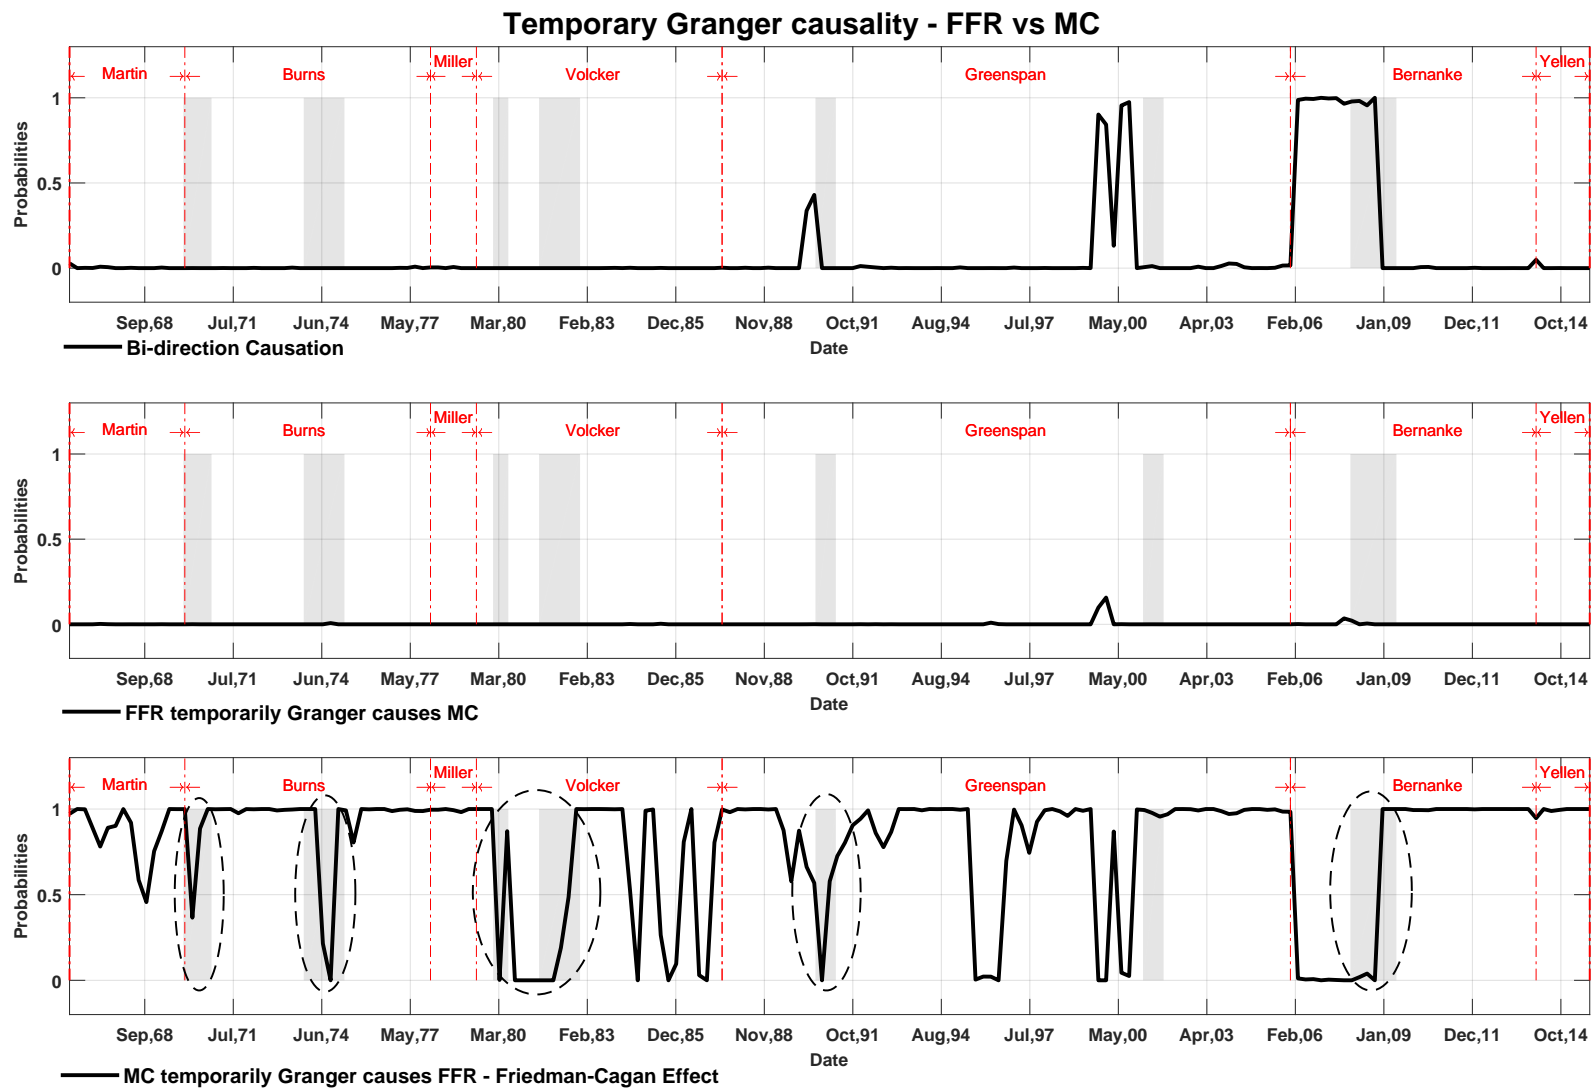 Temporary Granger causality - FFR vs MC
Martin Burns Miller Volcker Greenspan Bernanke Yellen
Probabilities
1
0.5
0
Sep,68 Jul,71 Jun,74 May,77 Mar,80 Feb,83 Dec,85 Nov,88 Oct,91 Aug,94 Jul,97 May,00 Apr,03 Feb,06 Jan,09 Dec,11 Oct,14
Date
Bi-direction Causation
Martin Burns Miller Volcker Greenspan Bernanke Yellen
Probabilities
1
0.5
0
Sep,68 Jul,71 Jun,74 May,77 Mar,80 Feb,83 Dec,85 Nov,88 Oct,91 Aug,94 Jul,97 May,00 Apr,03 Feb,06 Jan,09 Dec,11 Oct,14
Date
FFR temporarily Granger causes MC
Martin Burns Miller Volcker Greenspan Bernanke Yellen
Probabilities
1
0.5
0
Sep,68 Jul,71 Jun,74 May,77 Mar,80 Feb,83 Dec,85 Nov,88 Oct,91 Aug,94 Jul,97 May,00 Apr,03 Feb,06 Jan,09 Dec,11 Oct,14
Date
MC temporarily Granger causes FFR - Friedman-Cagan Effect